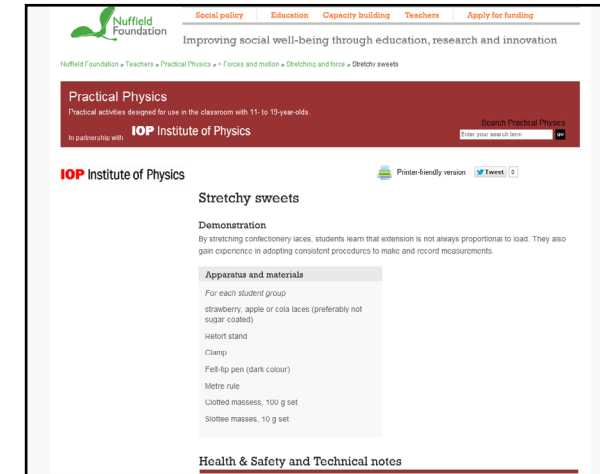 Nuffield
Foundation
Social policy Education Capacity building Teachers Apply for funding
Improving social well-being through education, research and innovation
Nuffield Foundation » Teachers » Practical Physics » + Forces and motion » Stretching and force » Stretchy sweets
Practical Physics
Practical activities designed for use in the classroom with 11- to 19-year-olds.
In partnership with IOP Institute of Physics
Search Practical Physics
Enter your search term go
IOP Institute of Physics
Printer-friendly version Tweet 0
Stretchy sweets
Demonstration
By stretching confectionery laces, students learn that extension is not always proportional to load. They also
gain experience in adopting consistent procedures to make and record measurements.
Apparatus and materials
For each student group
strawberry, apple or cola laces (preferably not
sugar coated)
Retort stand
Clamp
Felt-tip pen (dark colour)
Metre rule
Clotted massess, 100 g set
Slottee masses, 10 g set
Health & Safety and Technical notes